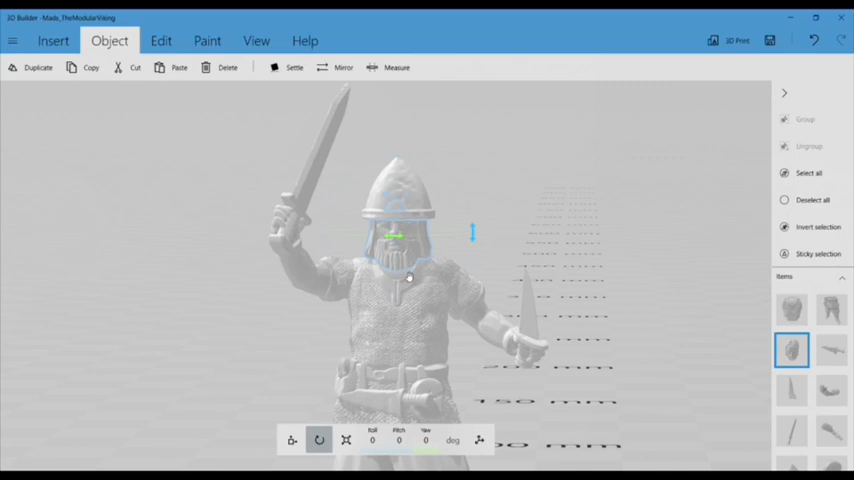 3D Builder - Mads_TheModularViking
Insert Object Edit Paint View Help
3D Print
Duplicate Copy Cut Paste Delete Settle Mirror Measure
Group
Ungroup
Select all
Deselect all
Invert selection
Sticky selection
Items
150 mm
Roll Pitch Yaw
0 0 0 deg